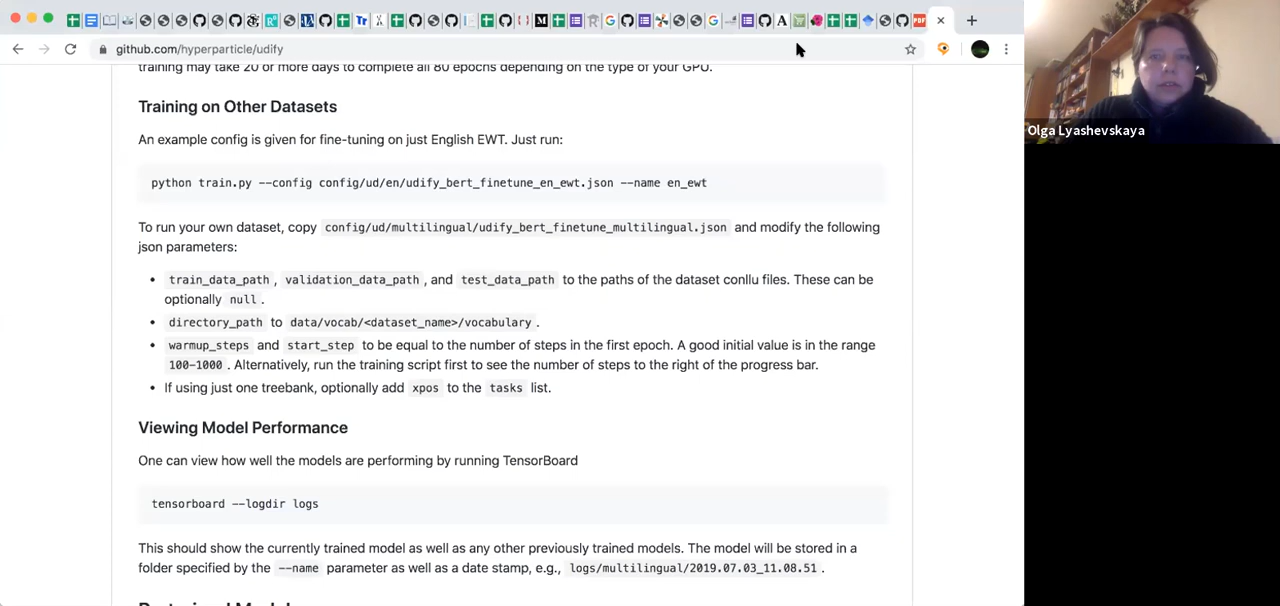 github.com/hyperparticle/udify
training may take 20 or more days to complete all 80 epochs depending on the type of your GPU.
Training on Other Datasets
An example config is given for fine-tuning on just English EWT. Just run:
python train.py --config config/ud/en/udify_bert_finetune_en_ewt.json --name en_ewt
To run your own dataset, copy config/ud/multilingual/udify_bert_finetune_multilingual.json and modify the following
json parameters:
• train_data_path , validation_data_path , and test_data_path to the paths of the dataset conllu files. These can be
optionally null .
• directory_path to data/vocab/<dataset_name>/vocabulary .
• warmup_steps and start_step to be equal to the number of steps in the first epoch. A good initial value is in the range
100-1000 . Alternatively, run the training script first to see the number of steps to the right of the progress bar.
• If using just one treebank, optionally add xpos to the tasks list.
Viewing Model Performance
One can view how well the models are performing by running TensorBoard
tensorboard --logdir logs
This should show the currently trained model as well as any other previously trained models. The model will be stored in a
folder specified by the --name parameter as well as a date stamp, e.g., logs/multilingual/2019.07.03_11.08.51 .
Olga Lyashevskaya